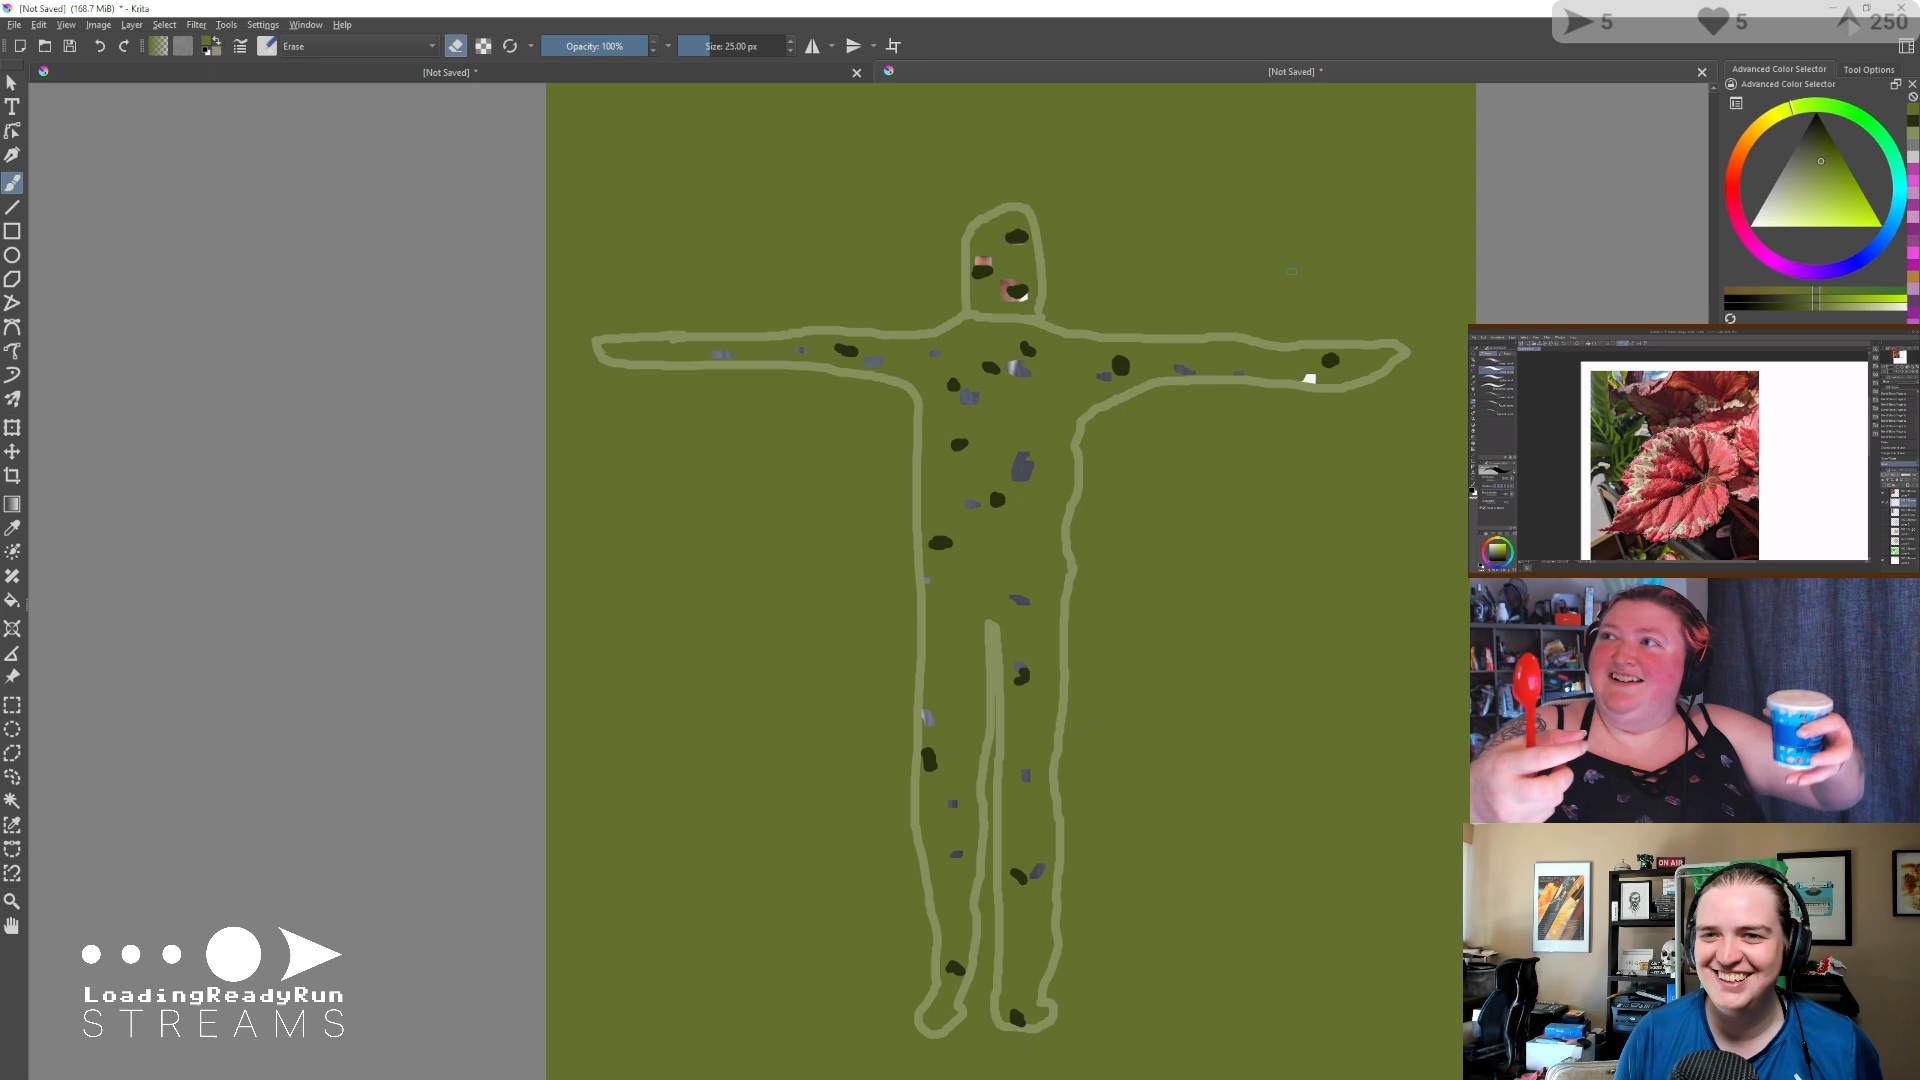 [Not Saved] (168.7 MiB) * - Krita
5 5 250
File Edit View Image Layer Select Filter Tools Settings Window Help
Erase Opacity: 100% Size: 25.00 px
[Not Saved] * [Not Saved] *
Advanced Color Selector Tool Options
Advanced Color Selector
ON AIR
LoadingReadyRun
STREAMS